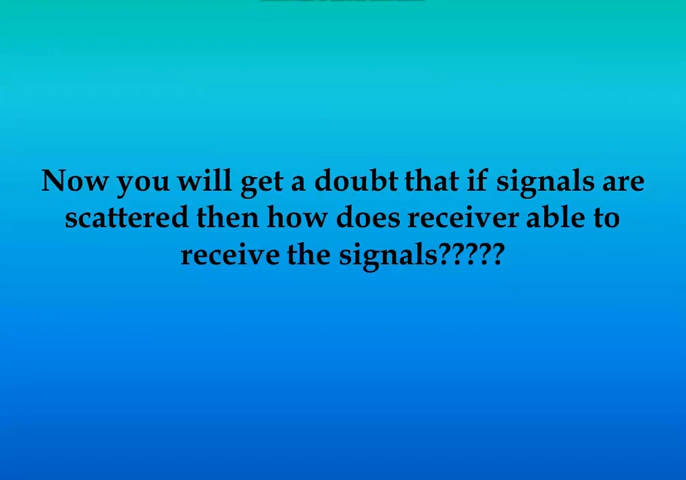 Now you will get a doubt that if signals are
scattered then how does receiver able to
receive the signals?????